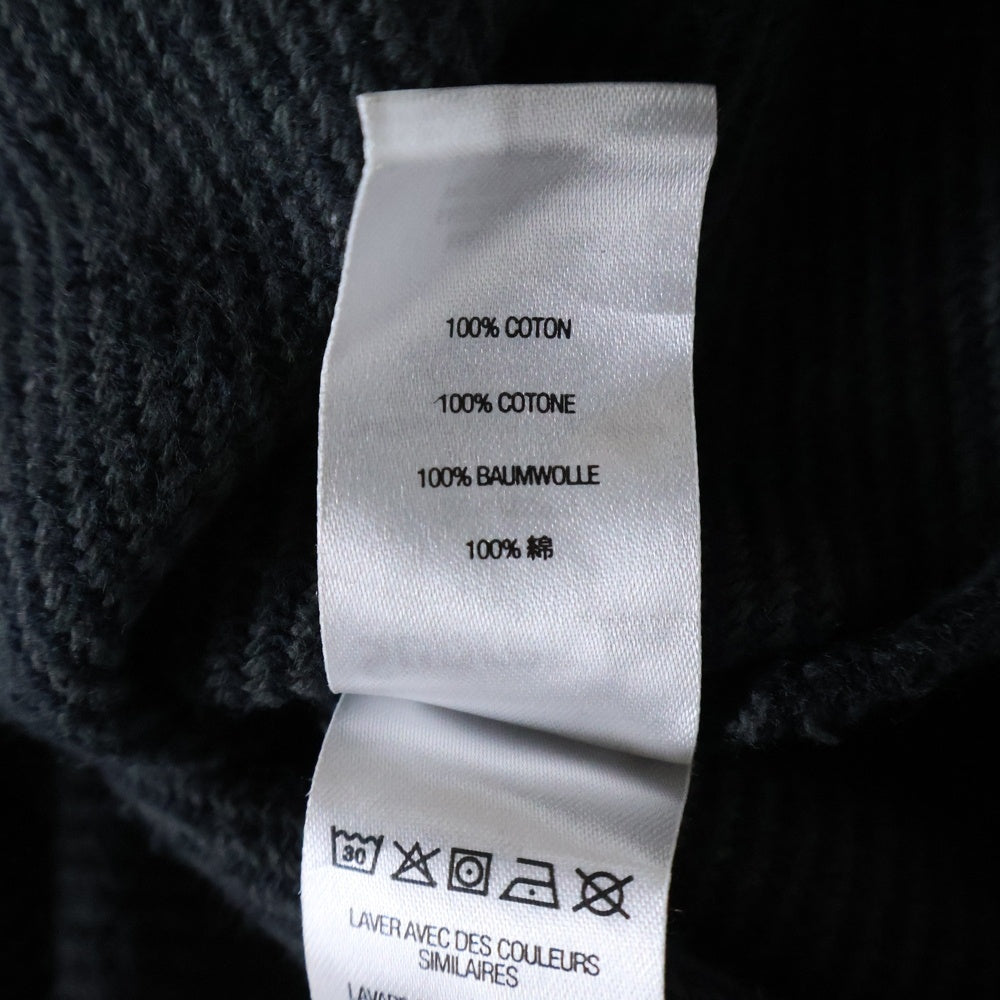 100% COTON
100% COTONE
100% BAUMWOLLE
100% 綿
30
LAVER AVEC DES COULEURS
SIMILAIRES